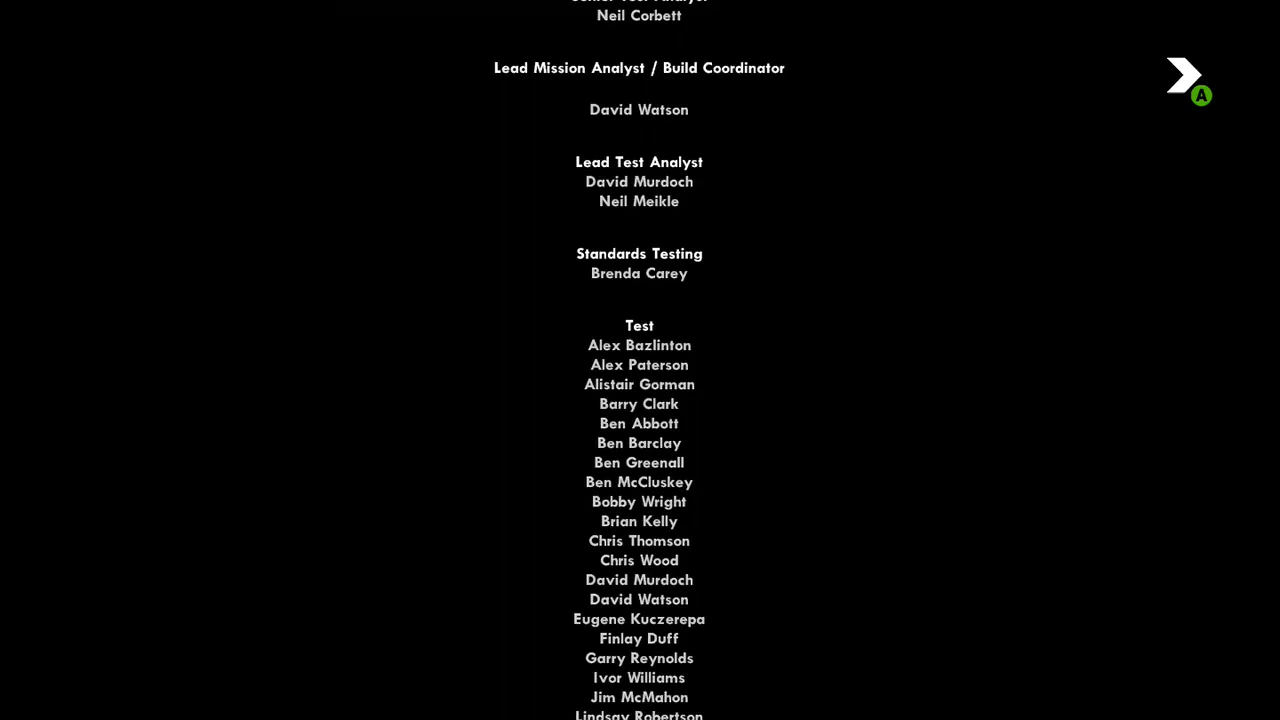 Neil Corbett
Lead Mission Analyst / Build Coordinator
A
David Watson
Lead Test Analyst
David Murdoch
Neil Meikle
Standards Testing
Brenda Carey
Test
Alex Bazlinton
Alex Paterson
Alistair Gorman
Barry Clark
Ben Abbott
Ben Barclay
Ben Greenall
Ben McCluskey
Bobby Wright
Brian Kelly
Chris Thomson
Chris Wood
David Murdoch
David Watson
Eugene Kuczerepa
Finlay Duff
Garry Reynolds
Ivor Williams
Jim McMahon
Lindsay Robertson